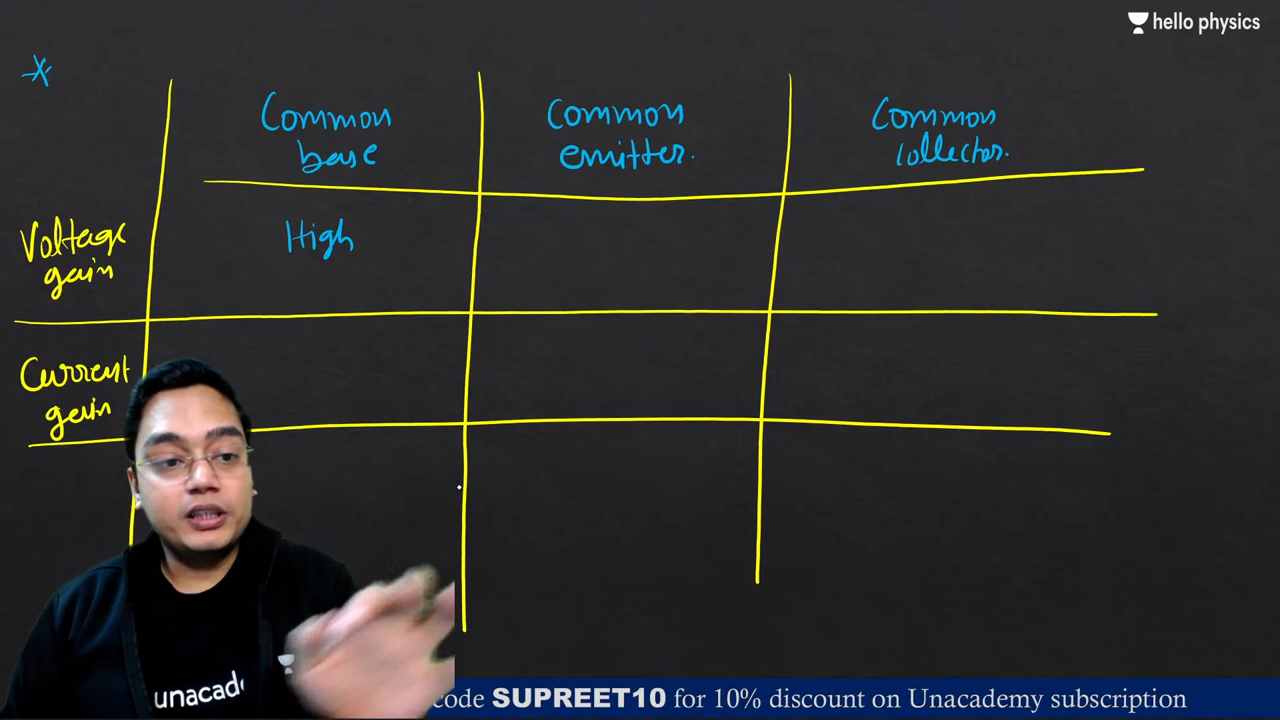 hello physics
Common
base
Common
emitter.
Common
collector.
Voltage
gain
High
Current
gain
unacade
code SUPREET10 for 10% discount on Unacademy subscription